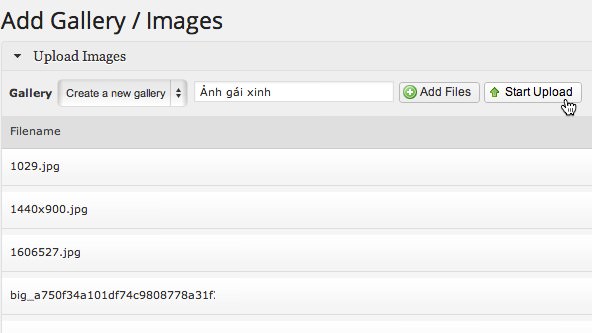 Add Gallery / Images
Upload Images
Gallery Create a new gallery Ảnh gái xinh Add Files Start Upload
Filename
1029.jpg
1440x900.jpg
1606527.jpg
big_a750f34a101df74c9808778a31f